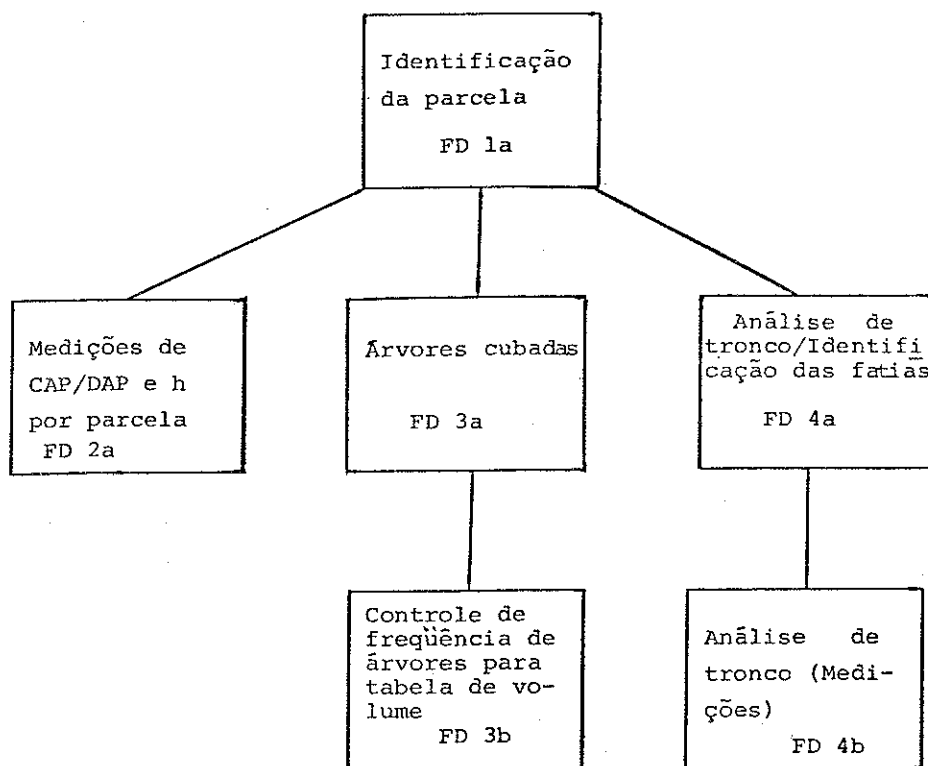 Identificação
da parcela
FD 1a
Medições de
CAP/DAP e h
por parcela
FD 2a
Árvores cubadas
FD 3a
Análise de
tronco/Identifi
cação das fatias
FD 4a
Controle de
freqüência de
árvores para
tabela de vo-
lume
FD 3b
Análise de
tronco (Medi-
ções)
FD 4b